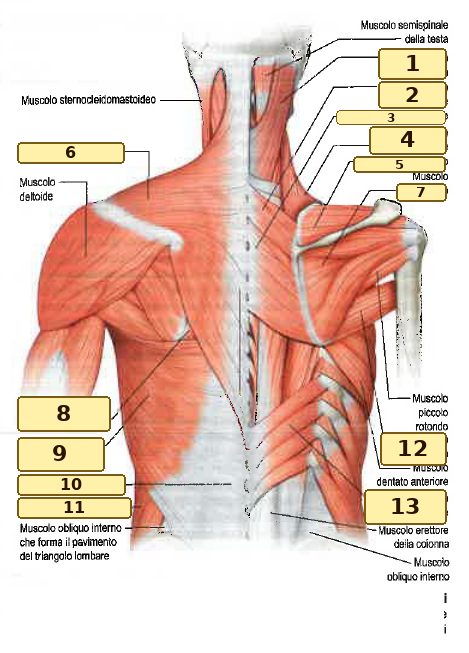 Muscolo semispinale
della testa
1
2
3
Muscolo sternocleidomastoideo
4
6
5
Muscolo
7
Muscolo
deltoide
Muscolo
piccolo
rotondo
8
9
12
Muscolo
dentato anteriore
10
11
13
Muscolo obliquo interno
che forma il pavimento
del triangolo lombare
Muscolo erettore
della colonna
Muscolo
obliquo interno
i
e
i